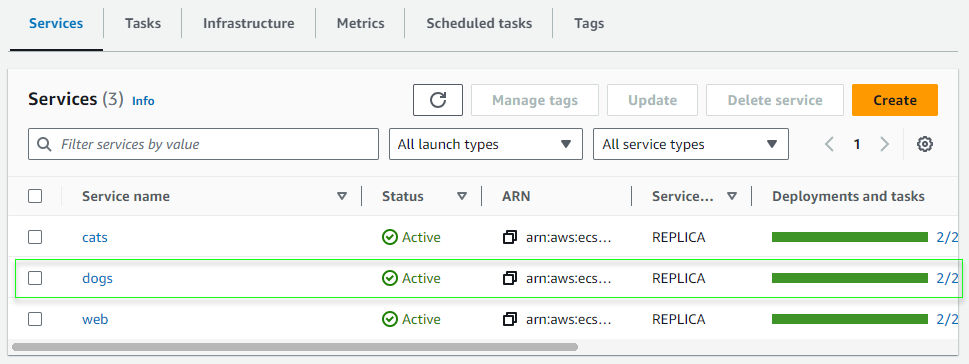 Services Tasks Infrastructure Metrics Scheduled tasks Tags
Services (3) Info Manage tags Update Delete service Create
Filter services by value All launch types All service types 1
Service name Status ARN Service... Deployments and tasks
cats Active arn:aws:ecs... REPLICA 2/2
dogs Active arn:aws:ecs... REPLICA 2/2
web Active arn:aws:ecs... REPLICA 2/2